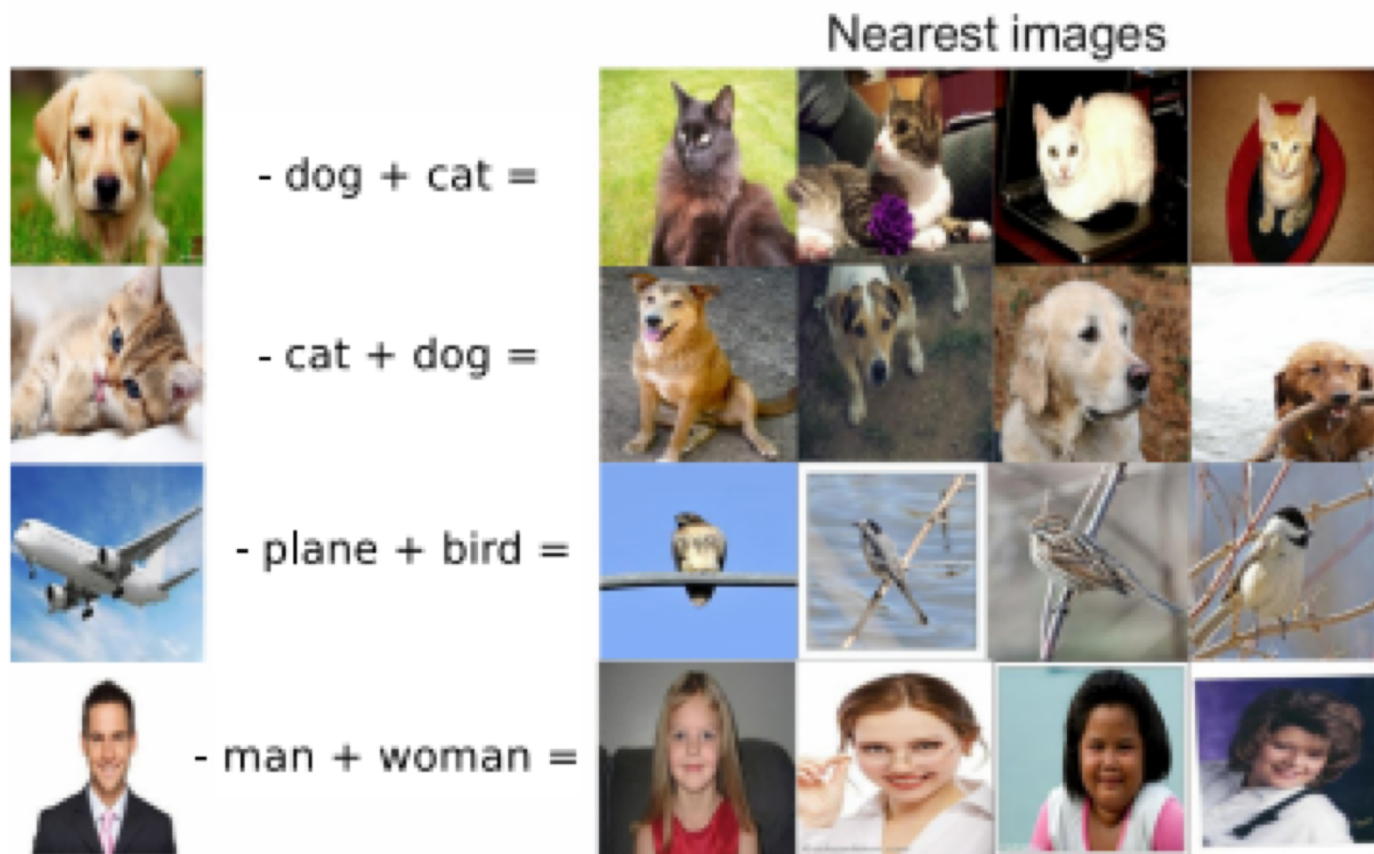 Nearest images
- dog + cat =
- cat + dog =
- plane + bird =
- man + woman =